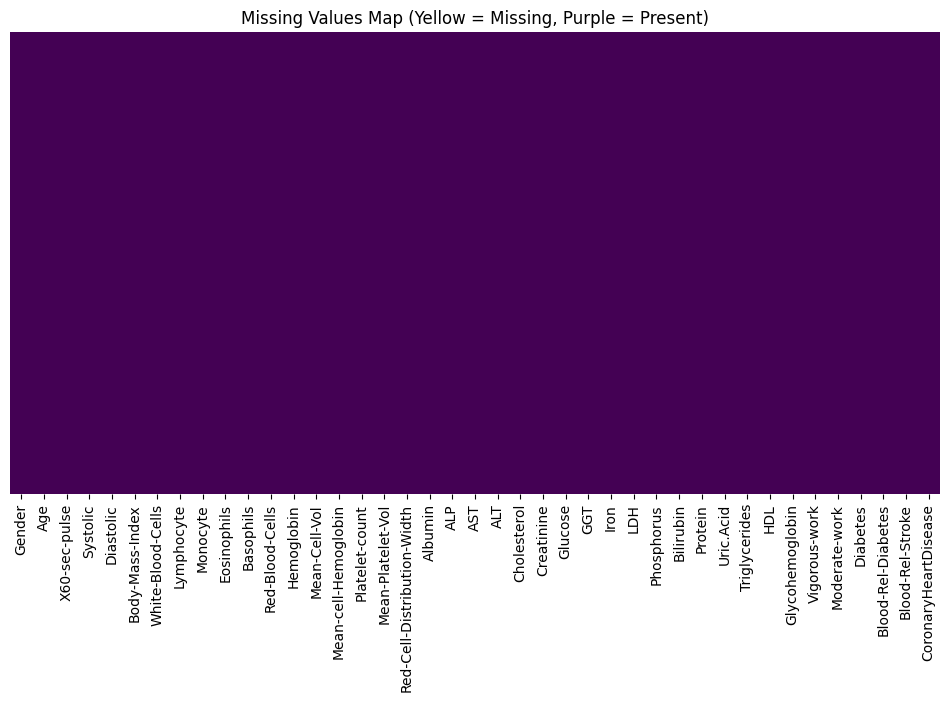 Missing Values Map (Yellow = Missing, Purple = Present)
Gender
Age
X60-sec-pulse
Systolic
Diastolic
Body-Mass-Index
White-Blood-Cells
Lymphocyte
Monocyte
Eosinophils
Basophils
Red-Blood-Cells
Hemoglobin
Mean-Cell-Vol
Mean-cell-Hemoglobin
Platelet-count
Mean-Platelet-Vol
Red-Cell-Distribution-Width
Albumin
ALP
AST
ALT
Cholesterol
Creatinine
Glucose
GGT
Iron
LDH
Phosphorus
Bilirubin
Protein
Uric.Acid
Triglycerides
HDL
Glycohemoglobin
Vigorous-work
Moderate-work
Diabetes
Blood-Rel-Diabetes
Blood-Rel-Stroke
CoronaryHeartDisease